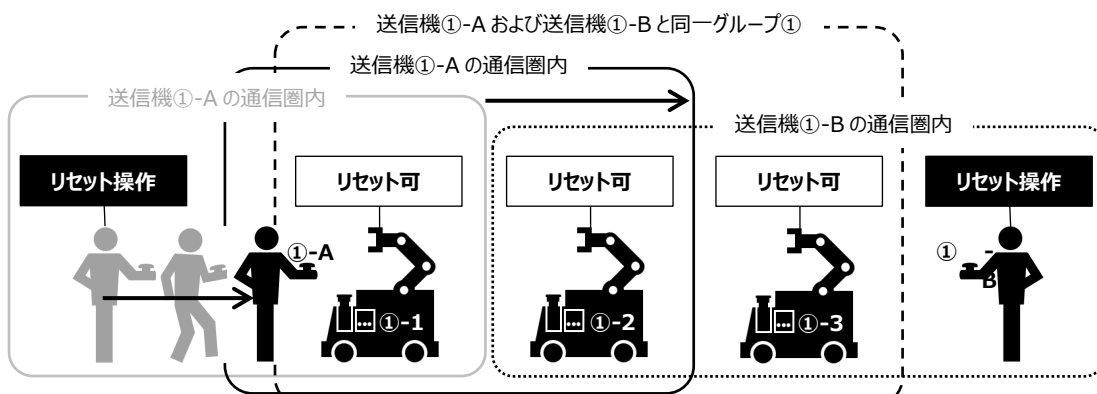 送信機①-A および送信機①-B と同一グループ①
送信機①-A の通信圏内
送信機①-A の通信圏内
送信機①-B の通信圏内
リセット操作
リセット可
リセット可
リセット可
リセット操作
①-A
①
-
B
①-1
①-2
①-3